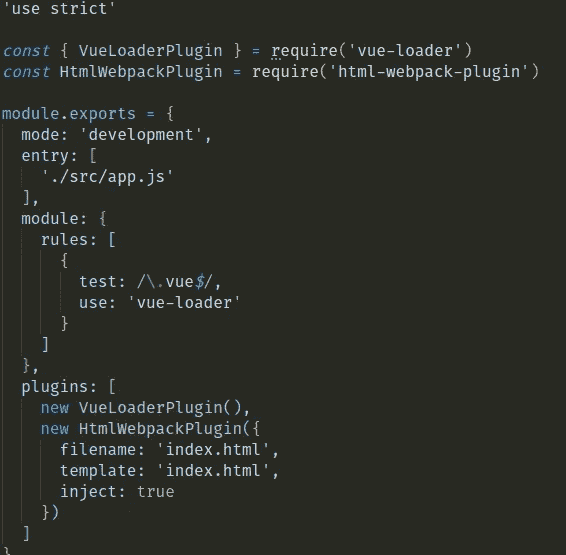 'use strict'

const { VueLoaderPlugin } = require('vue-loader')
const HtmlWebpackPlugin = require('html-webpack-plugin')

module.exports = {
  mode: 'development',
  entry: [
    './src/app.js'
  ],
  module: {
    rules: [
      {
        test: /\.vue$/,
        use: 'vue-loader'
      }
    ]
  },
  plugins: [
    new VueLoaderPlugin(),
    new HtmlWebpackPlugin({
      filename: 'index.html',
      template: 'index.html',
      inject: true
    })
  ]
}